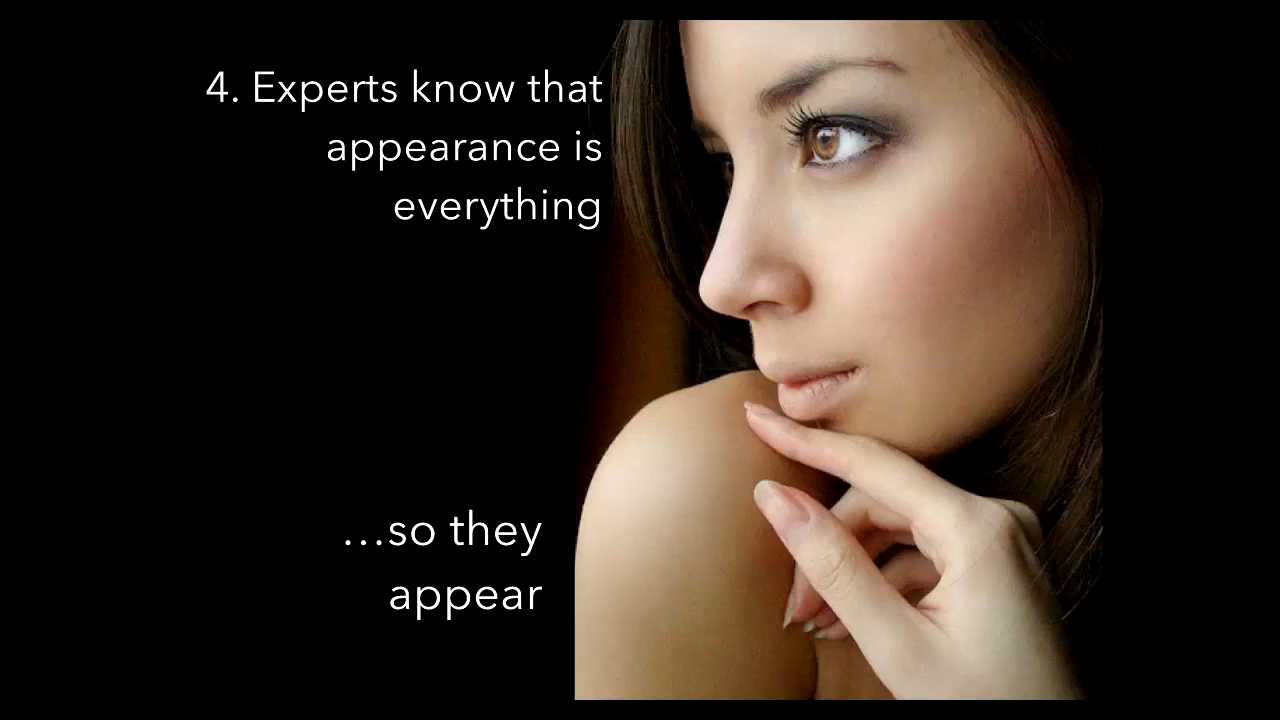 4. Experts know that
appearance is
everything
…so they
appear